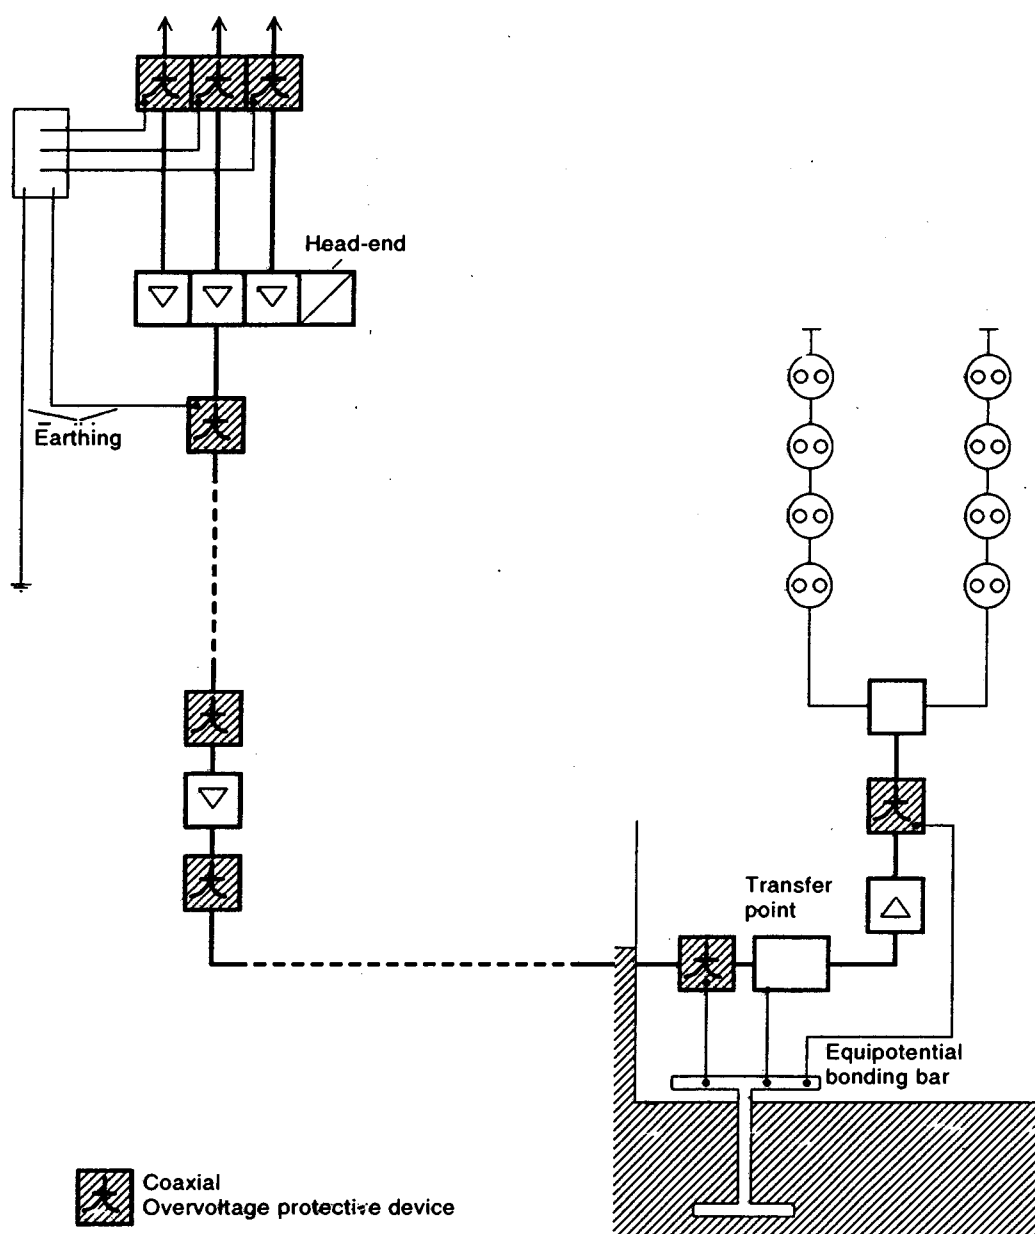 Head-end
Earthing
Transfer
point
Equipotential
bonding bar
Coaxial
Overvoltage protective device